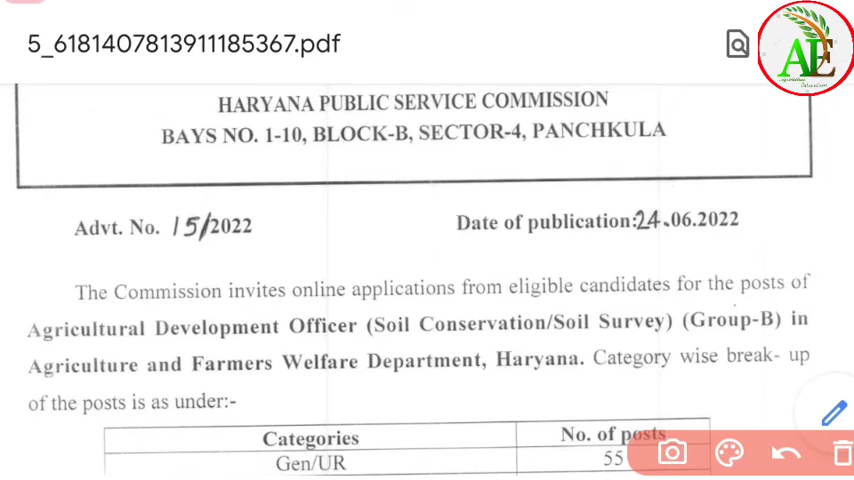 5_6181407813911185367.pdf
AE
HARYANA PUBLIC SERVICE COMMISSION
BAYS NO. 1-10, BLOCK-B, SECTOR-4, PANCHKULA
Advt. No. 15/2022 Date of publication:24.06.2022
The Commission invites online applications from eligible candidates for the posts of
Agricultural Development Officer (Soil Conservation/Soil Survey) (Group-B) in
Agriculture and Farmers Welfare Department, Haryana. Category wise break- up
of the posts is as under:-
Categories No. of posts
Gen/UR 55